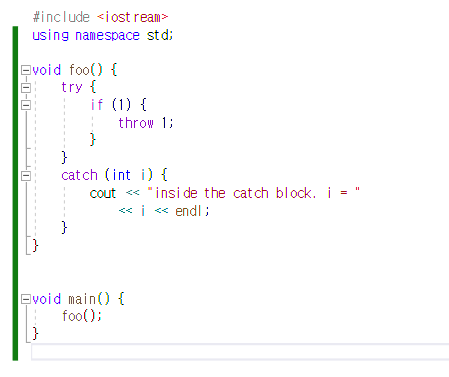 #include <iostream>
using namespace std;
void foo() {
try {
if (1) {
throw 1;
}
}
catch (int i) {
cout << "inside the catch block. i = "
<< i << endl;
}
}
void main() {
foo();
}